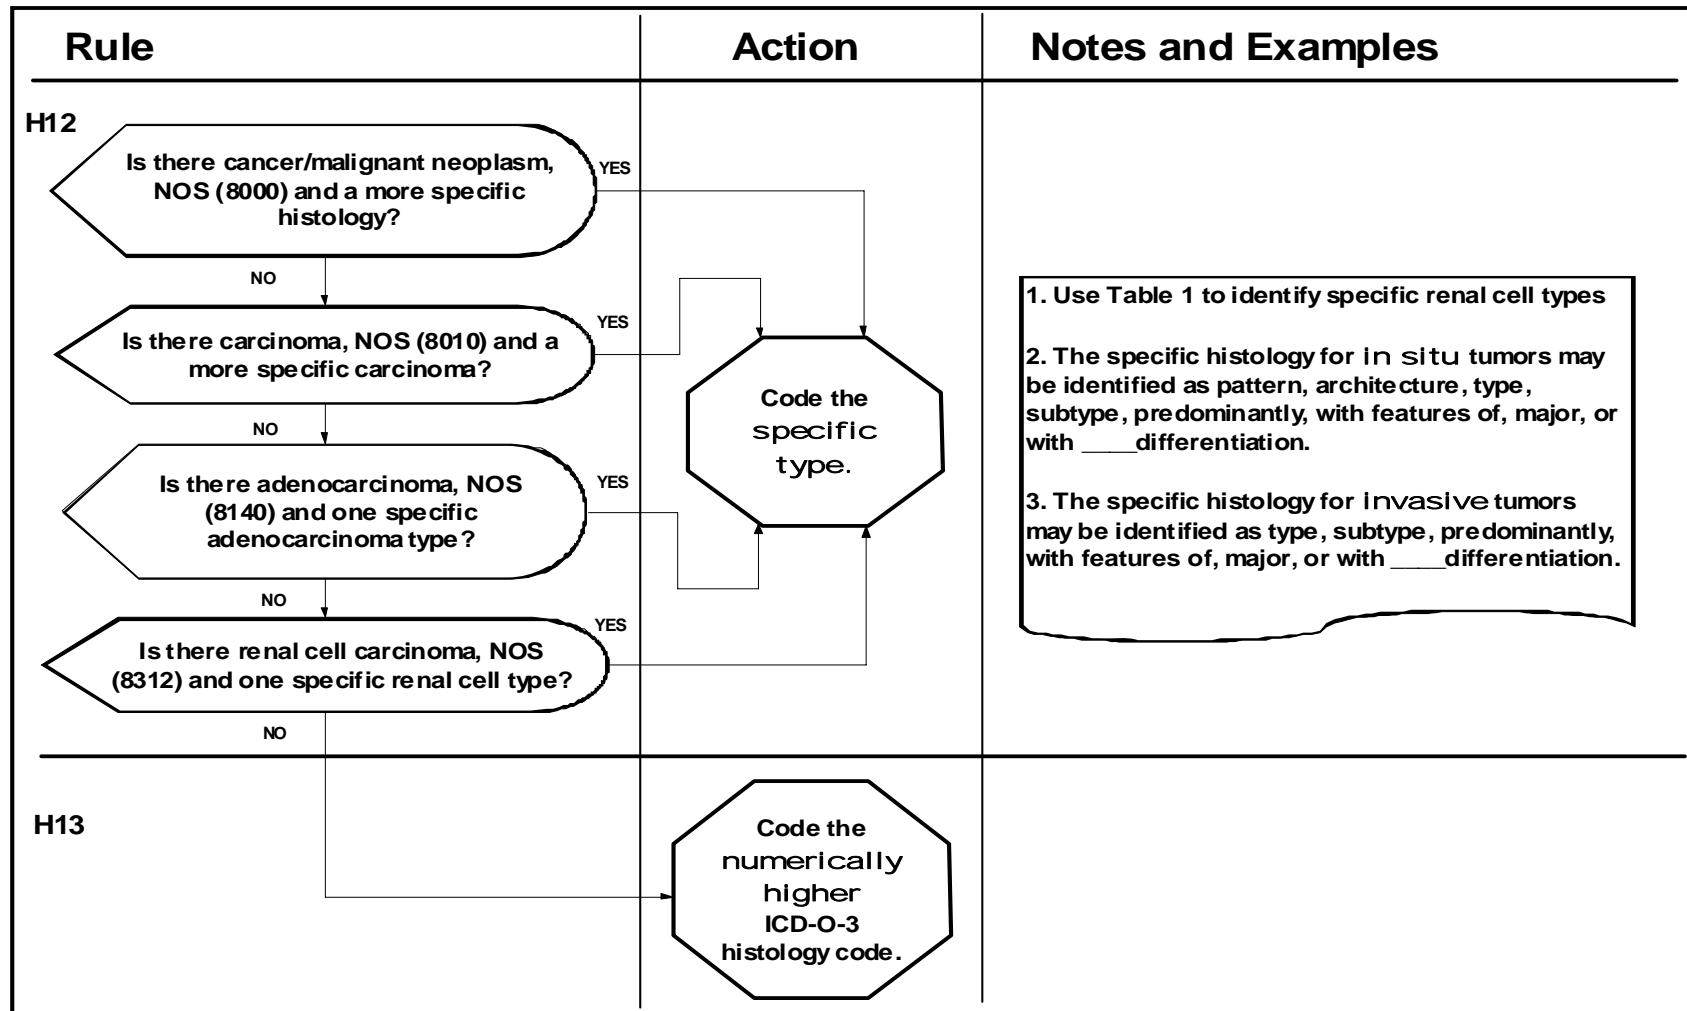 Rule
Action
Notes and Examples
H12
Is there cancer/malignant neoplasm,
NOS (8000) and a more specific
histology?
YES
NO
Is there carcinoma, NOS (8010) and a
more specific carcinoma?
YES
NO
Is there adenocarcinoma, NOS
(8140) and one specific
adenocarcinoma type?
YES
NO
Is there renal cell carcinoma, NOS
(8312) and one specific renal cell type?
YES
NO
Code the
specific
type.
1. Use Table 1 to identify specific renal cell types
2. The specific histology for in situ tumors may
be identified as pattern, architecture, type,
subtype, predominantly, with features of, major, or
with ____differentiation.
3. The specific histology for invasive tumors
may be identified as type, subtype, predominantly,
with features of, major, or with ____differentiation.
H13
Code the
numerically
higher
ICD-O-3
histology code.